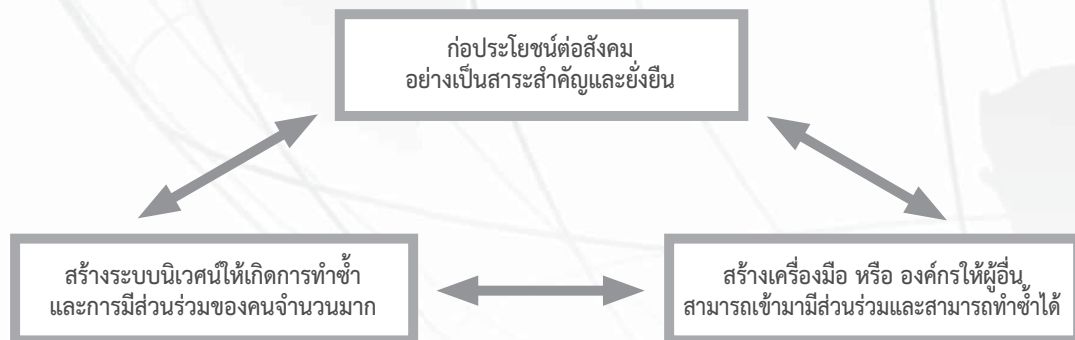 ก่อประโยชน์ต่อสังคม
อย่างเป็นสาระสำคัญและยั่งยืน
สร้างระบบนิเวศน์ให้เกิดการทำซ้ำ
และการมีส่วนร่วมของคนจำนวนมาก
สร้างเครื่องมือ หรือ องค์กรให้ผู้อื่น
สามารถเข้ามามีส่วนร่วมและสามารถทำซ้ำได้